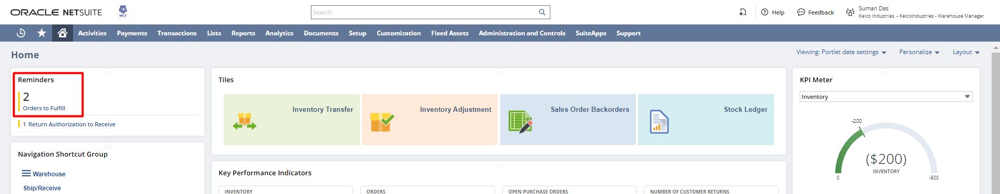 ORACLE NETSUITE
WCT
Search
Help
Feedback
Suman Das
Kelco Industries - KelcoIndustries - Warehouse Manager
Activities
Payments
Transactions
Lists
Reports
Analytics
Documents
Setup
Customization
Fixed Assets
Administration and Controls
SuiteApps
Support
Home
Viewing: Portlet date settings
Personalize
Layout
Reminders
2
Orders to Fulfill
1 Return Authorization to Receive
Navigation Shortcut Group
Warehouse
Ship/Receive
Tiles
Inventory Transfer
Inventory Adjustment
Sales Order Backorders
Stock Ledger
Key Performance Indicators
INVENTORY
ORDERS
OPEN PURCHASE ORDERS
NUMBER OF CUSTOMER RETURNS
KPI Meter
Inventory
-200
($200)
INVENTORY
0
-600